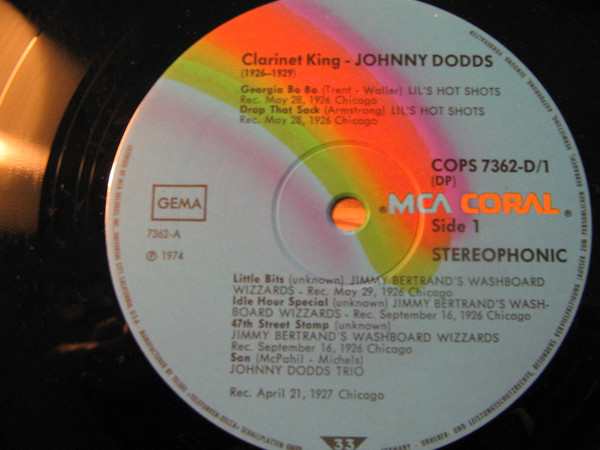 Clarinet King - JOHNNY DODDS
(1926-1929)
Georgia Bo Bo (Trent - Waller) LIL'S HOT SHOTS
Rec. May 28, 1926 Chicago
Drop That Sack (Armstrong) LIL'S HOT SHOTS
Rec. May 28, 1926 Chicago
COPS 7362-D/1
(DP)
MCA CORAL
Side 1
STEREOPHONIC
GEMA
7362-A
℗ 1974
Little Bits (unknown) JIMMY BERTRAND'S WASHBOARD
WIZZARDS - Rec. May 29, 1926 Chicago
Idle Hour Special (unknown) JIMMY BERTRAND'S WASH-
BOARD WIZZARDS - Rec. September 16, 1926 Chicago
47th Street Stomp (unknown)
JIMMY BERTRAND'S WASHBOARD WIZZARDS
Rec. September 16, 1926 Chicago
San (McPahil - Michels)
JOHNNY DODDS TRIO
Rec. April 21, 1927 Chicago
33